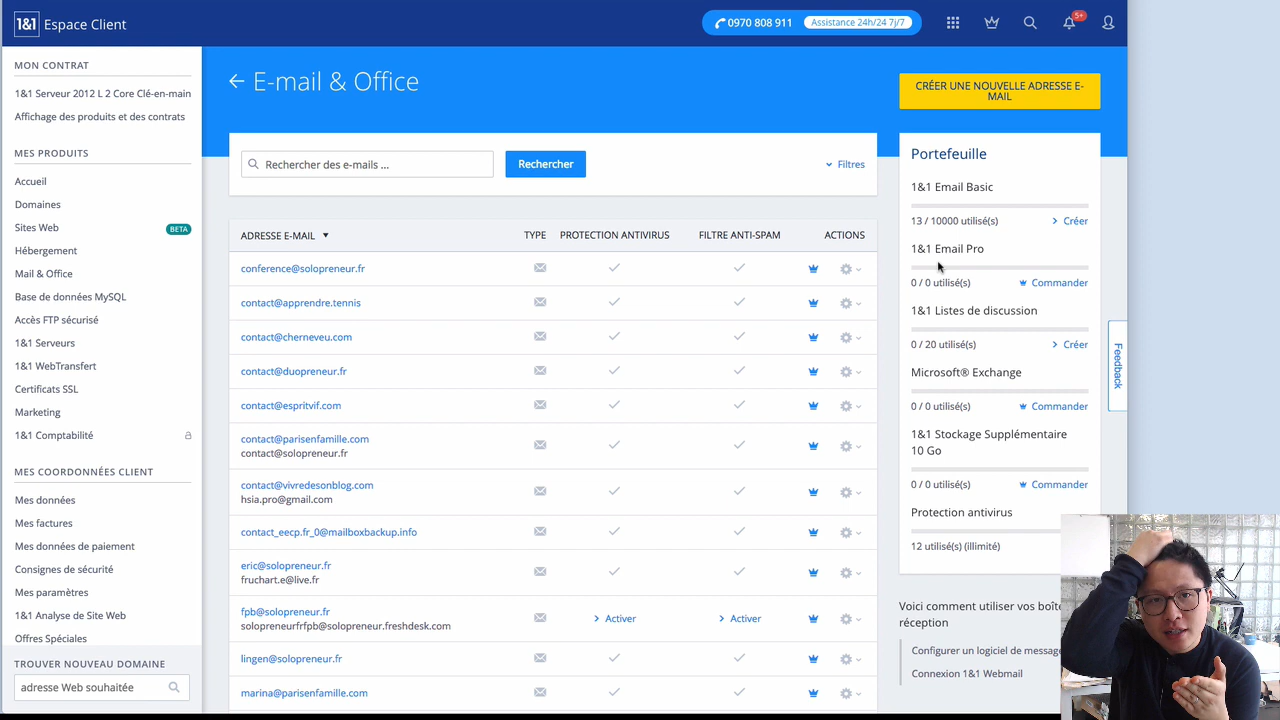 1&1 Espace Client
0970 808 911 Assistance 24h/24 7j/7
5+
MON CONTRAT
1&1 Serveur 2012 L 2 Core Clé-en-main
Affichage des produits et des contrats
MES PRODUITS
Accueil
Domaines
Sites Web BETA
Hébergement
Mail & Office
Base de données MySQL
Accès FTP sécurisé
1&1 Serveurs
1&1 WebTransfert
Certificats SSL
Marketing
1&1 Comptabilité
MES COORDONNÉES CLIENT
Mes données
Mes factures
Mes données de paiement
Consignes de sécurité
Mes paramètres
1&1 Analyse de Site Web
Offres Spéciales
TROUVER NOUVEAU DOMAINE
adresse Web souhaitée
E-mail & Office
Rechercher des e-mails ...
Rechercher
Filtres
ADRESSE E-MAIL TYPE PROTECTION ANTIVIRUS FILTRE ANTI-SPAM ACTIONS
conference@solopreneur.fr
contact@apprendre.tennis
contact@cherneveu.com
contact@duopreneur.fr
contact@espritvif.com
contact@parisenfamille.com
contact@solopreneur.fr
contact@vivredesonblog.com
hsia.pro@gmail.com
contact_eecp.fr_0@mailboxbackup.info
eric@solopreneur.fr
fruchart.e@live.fr
fpb@solopreneur.fr
solopreneurfrfpb@solopreneur.freshdesk.com
Activer Activer
lingen@solopreneur.fr
marina@parisenfamille.com
CRÉER UNE NOUVELLE ADRESSE E-
MAIL
Portefeuille
1&1 Email Basic
13 / 10000 utilisé(s) Créer
1&1 Email Pro
0 / 0 utilisé(s) Commander
1&1 Listes de discussion
0 / 20 utilisé(s) Créer
Microsoft® Exchange
0 / 0 utilisé(s) Commander
1&1 Stockage Supplémentaire
10 Go
0 / 0 utilisé(s) Commander
Protection antivirus
12 utilisé(s) (illimité)
Voici comment utiliser vos boît
réception
Configurer un logiciel de message
Connexion 1&1 Webmail
Feedback